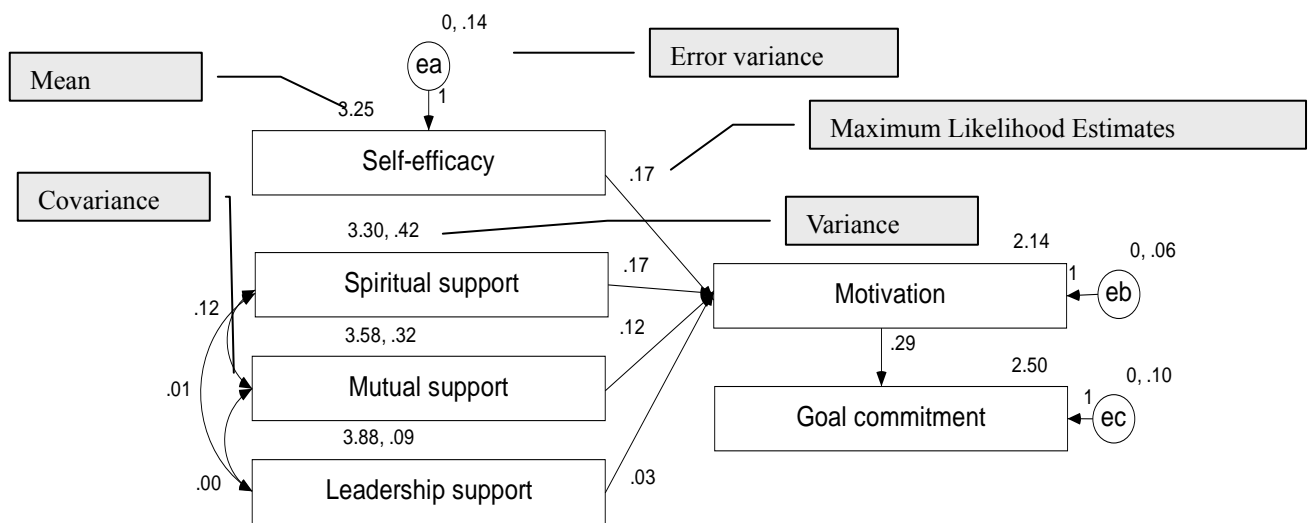 0, .14
Error variance
ea
Mean
1
3.25
Maximum Likelihood Estimates
Self-efficacy
.17
Covariance
Variance
3.30, .42
2.14
0, .06
.17
Spiritual support
1
Motivation
eb
.12
.12
3.58, .32
.29
2.50
0, .10
.01
Mutual support
1
Goal commitment
ec
3.88, .09
.00
Leadership support
.03